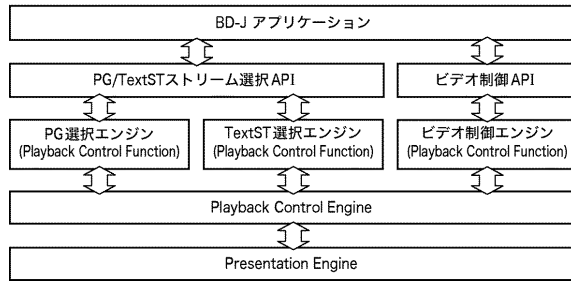 BD-J アプリケーション
PG/TextSTストリーム選択API
ビデオ制御API
PG選択エンジン
(Playback Control Function)
TextST選択エンジン
(Playback Control Function)
ビデオ制御エンジン
(Playback Control Function)
Playback Control Engine
Presentation Engine